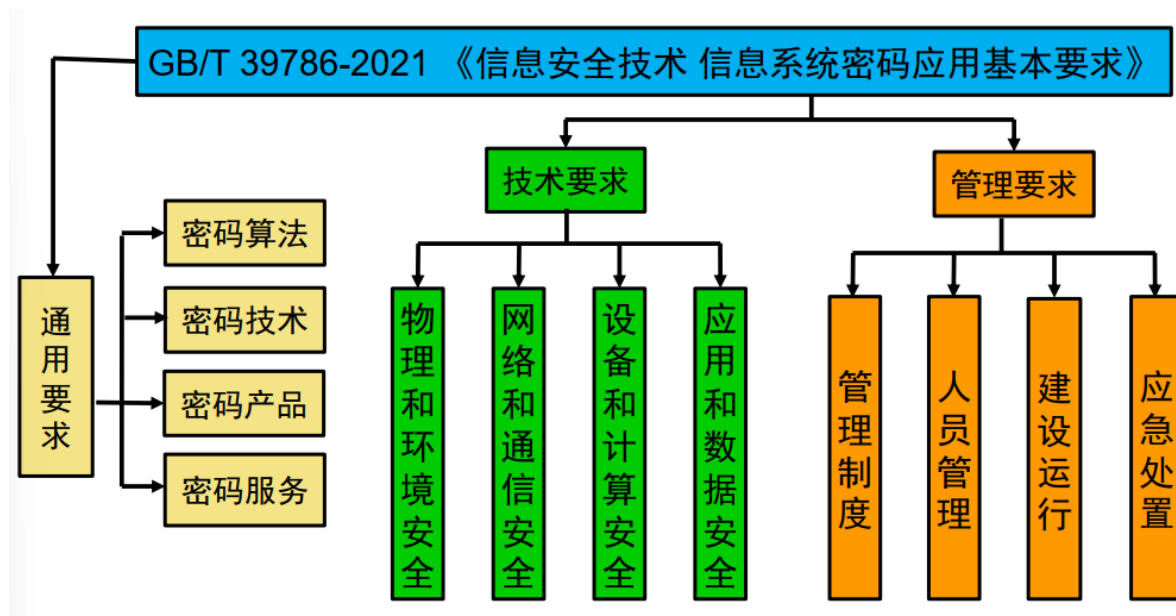 GB/T 39786-2021 《信息安全技术 信息系统密码应用基本要求》
技术要求
管理要求
通用要求
密码算法
密码技术
密码产品
密码服务
物理和环境安全
网络和通信安全
设备和计算安全
应用和数据安全
管理制度
人员管理
建设运行
应急处置